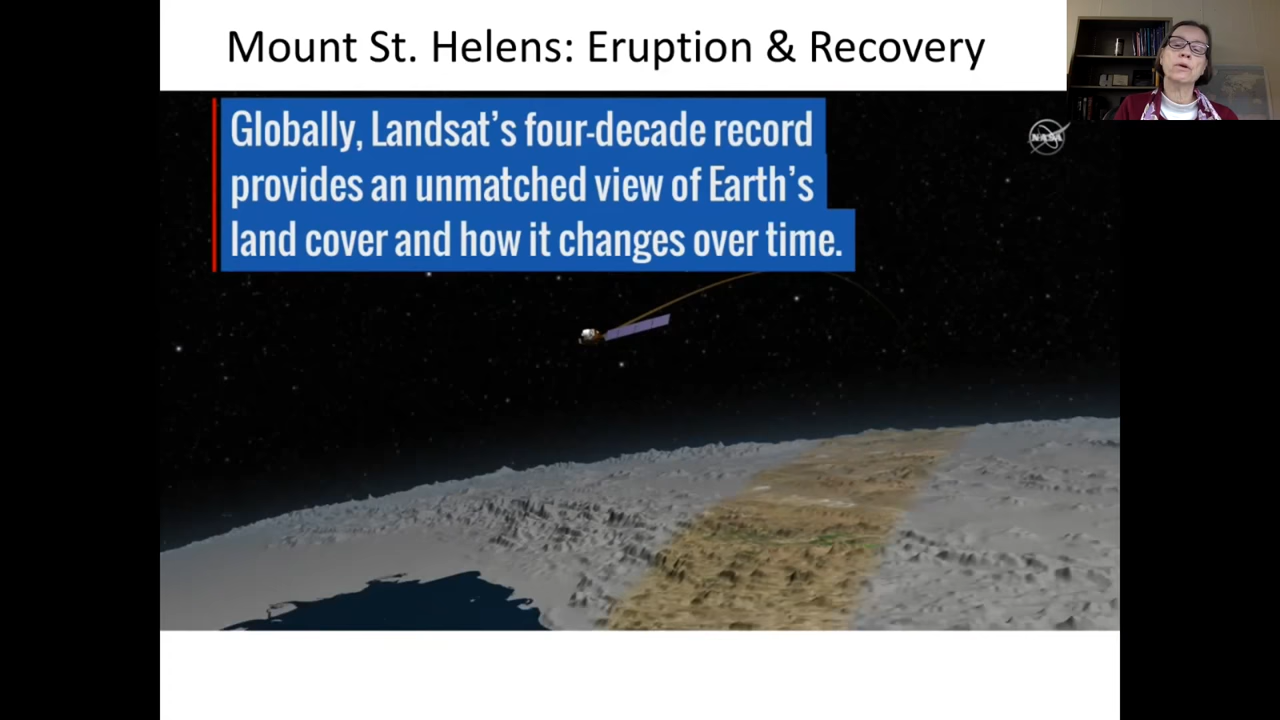 Mount St. Helens: Eruption & Recovery
Globally, Landsat’s four-decade record
provides an unmatched view of Earth’s
land cover and how it changes over time.
NASA